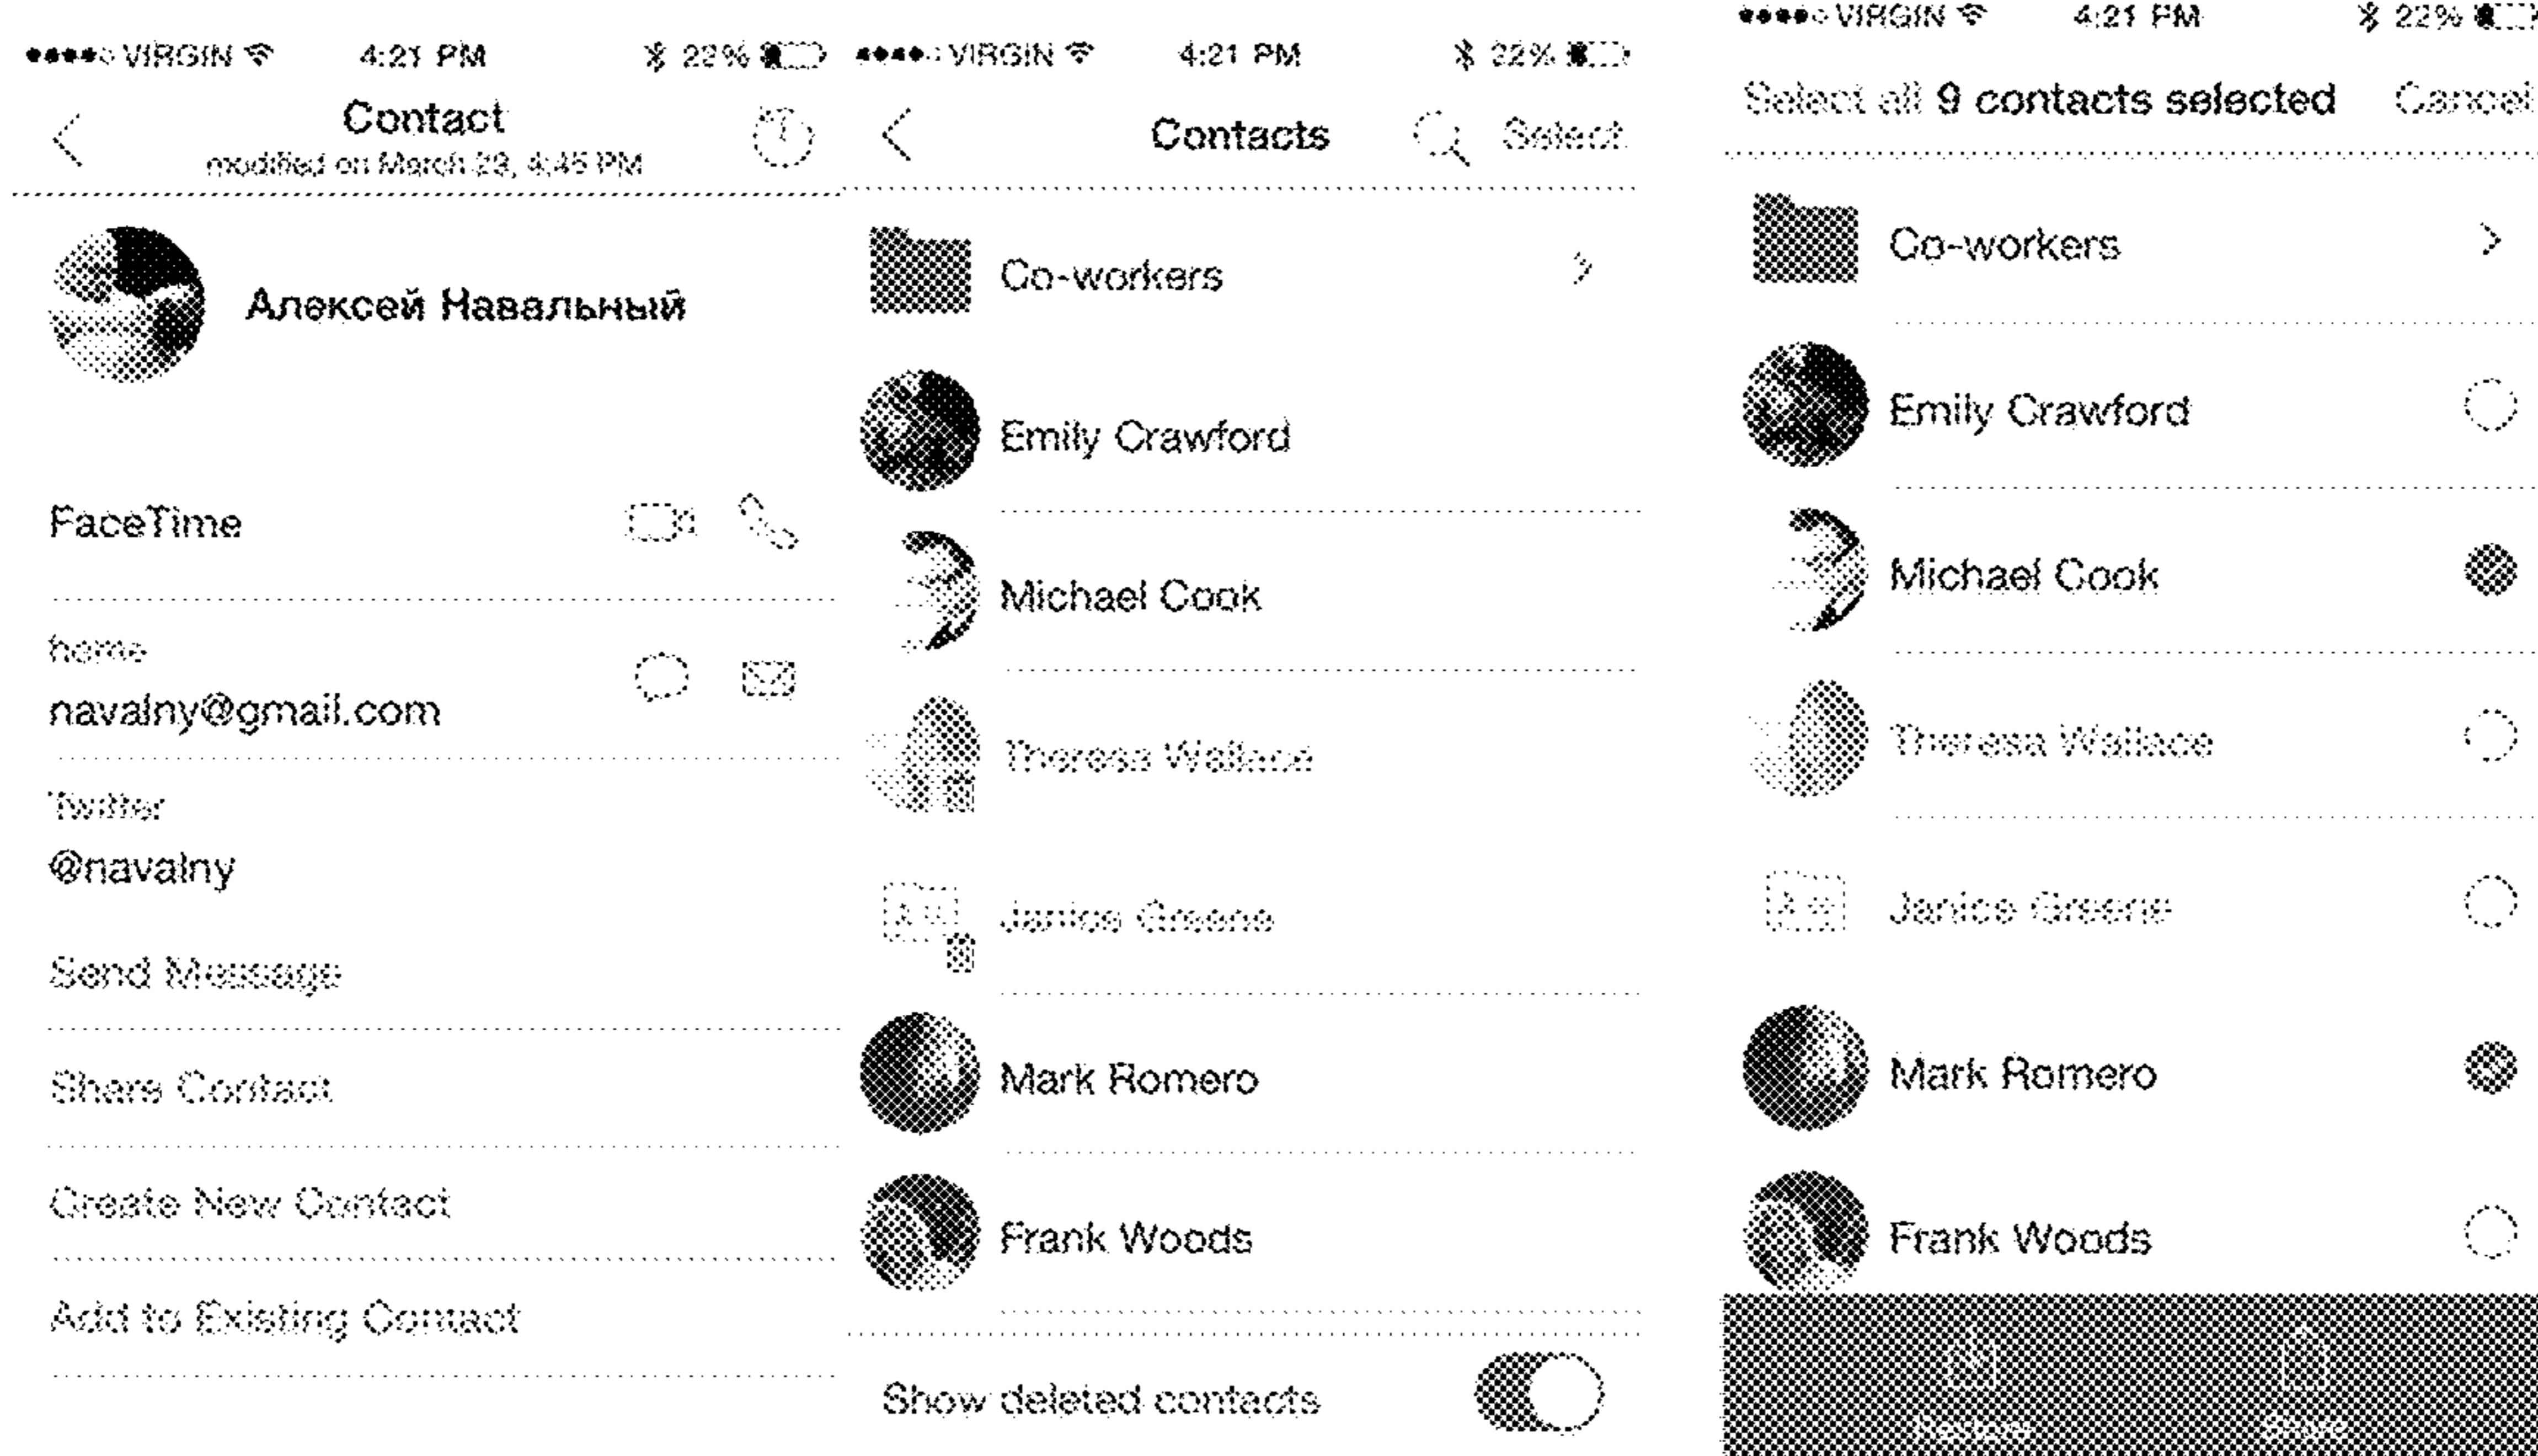 VIRGIN 4:21 PM 22%
Contact
modified on March 23, 4:45 PM
Алексей Навальный
FaceTime
home
navalny@gmail.com
Twitter
@navalny
Send Message
Share Contact
Create New Contact
Add to Existing Contact
VIRGIN 4:21 PM 22%
Contacts Select
Co-workers
Emily Crawford
Michael Cook
Theresa Wallace
Janice Greene
Mark Romero
Frank Woods
Show deleted contacts
VIRGIN 4:21 PM 22%
Select all 9 contacts selected Cancel
Co-workers
Emily Crawford
Michael Cook
Theresa Wallace
Janice Greene
Mark Romero
Frank Woods
Restore Share